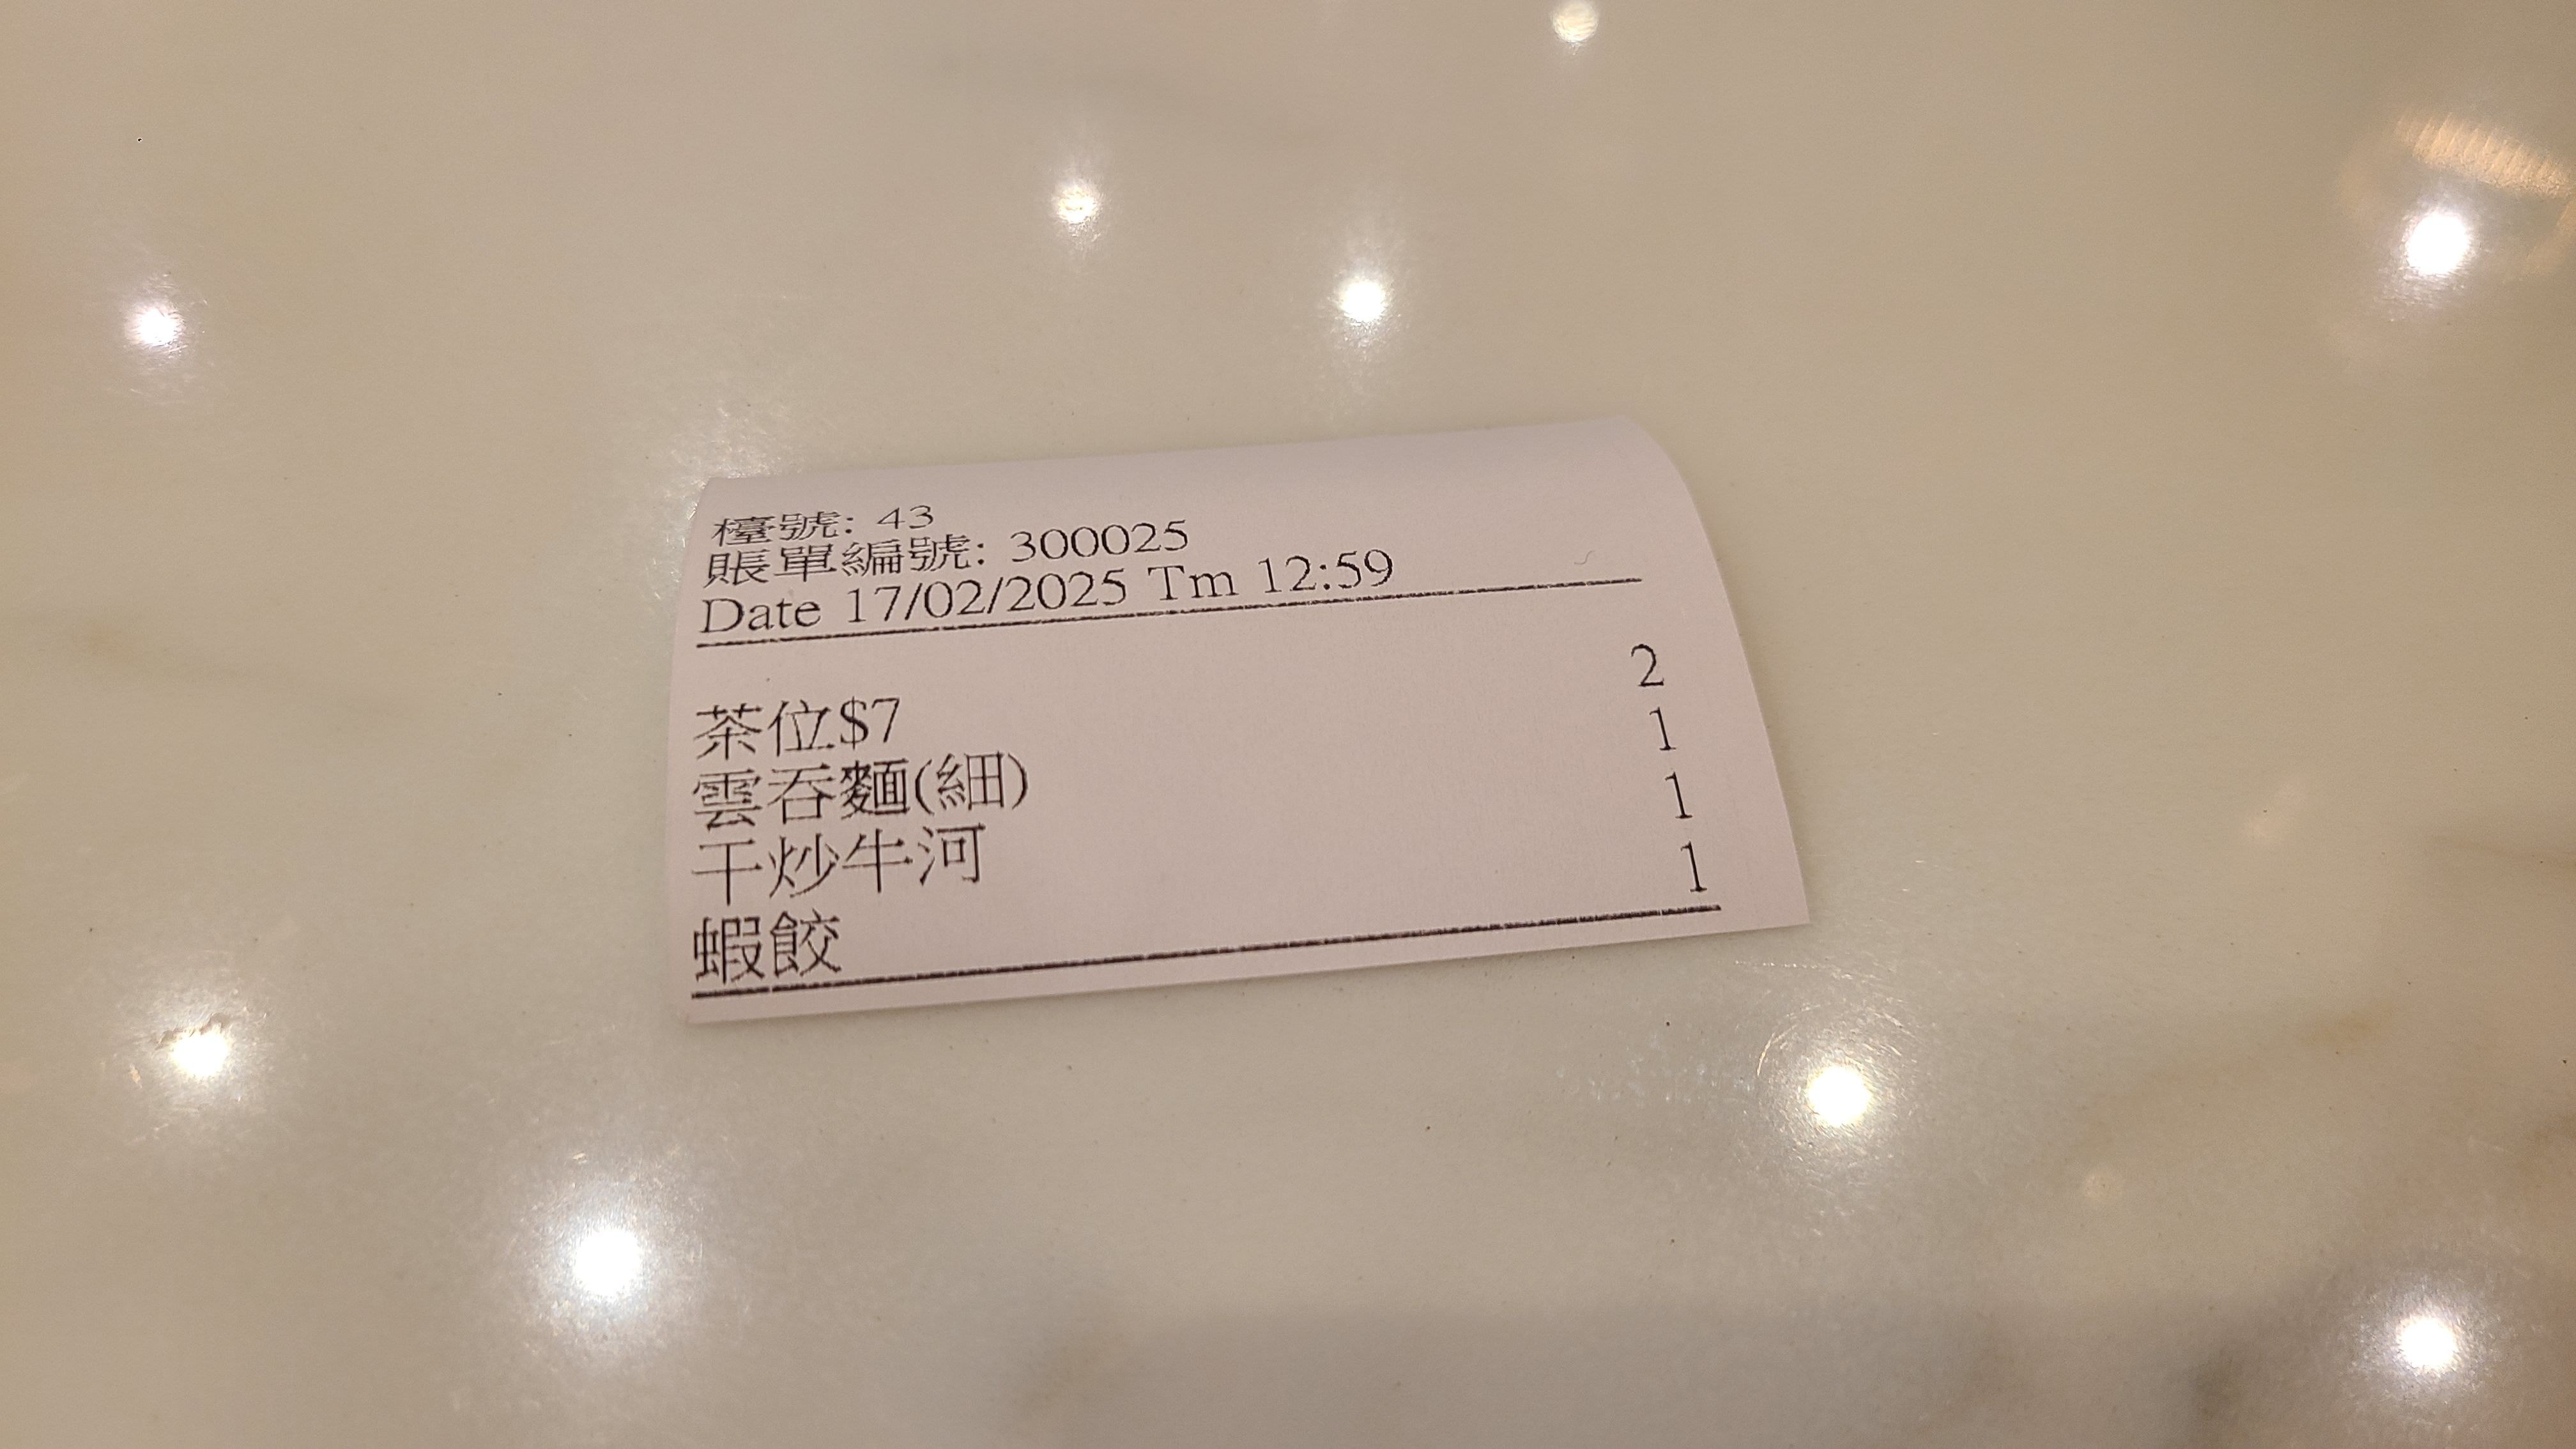 檯號: 43
賬單編號: 300025
Date 17/02/2025 Tm 12:59
茶位$7 2
雲吞麵(細) 1
干炒牛河 1
蝦餃 1